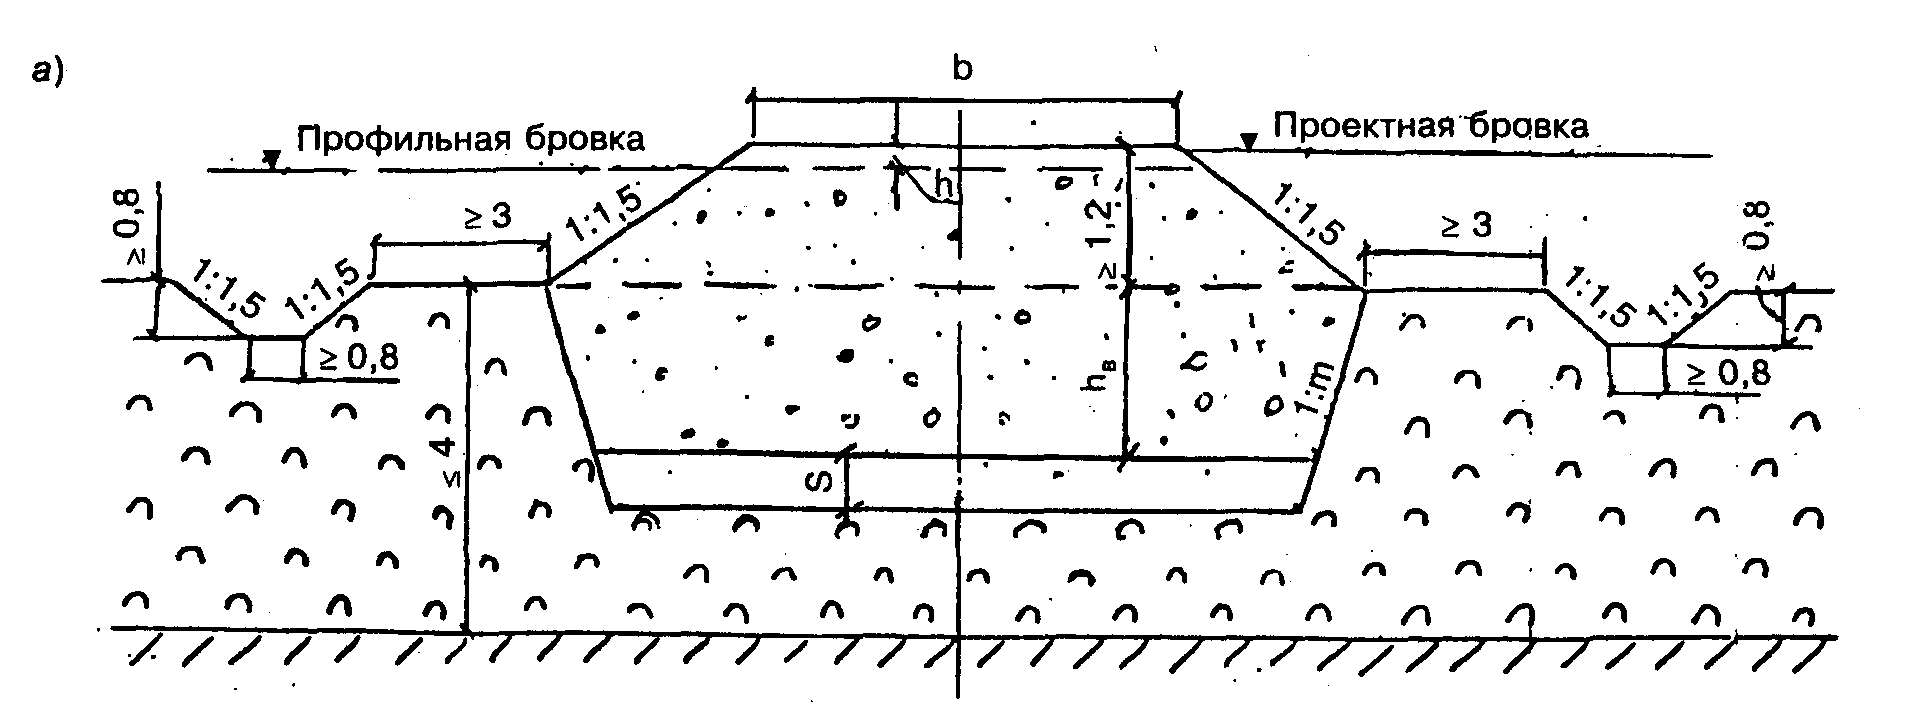 а)
b
Профильная бровка
Проектная бровка
h
≥ 0,8
≥ 3
1:1,5
≥ 1,2
1:1,5
≥ 3
≥ 0,8
1:1,5
1:1,5
1:1,5
1:1,5
≥ 0,8
≤ 4
hв
1:m
≥ 0,8
S